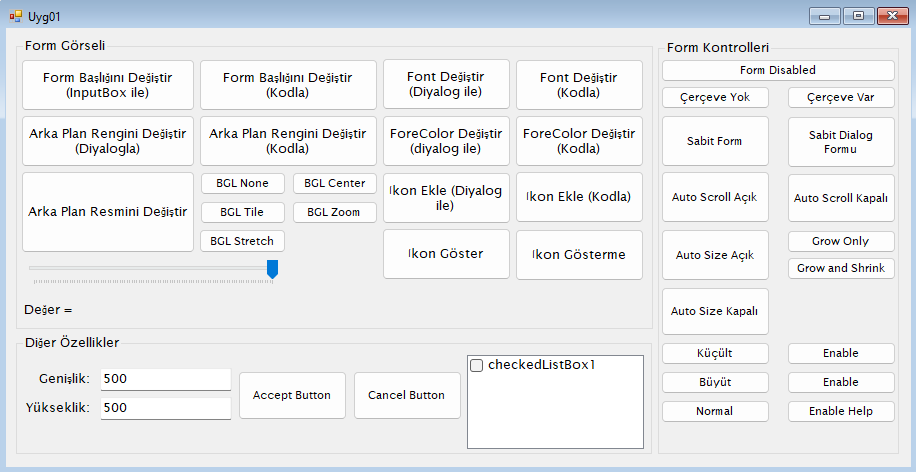 Uyg01
Form Görseli
Form Başlığını Değiştir
(InputBox ile)
Form Başlığını Değiştir
(Kodla)
Font Değiştir
(Diyalog ile)
Font Değiştir
(Kodla)
Arka Plan Rengini Değiştir
(Diyalogla)
Arka Plan Rengini Değiştir
(Kodla)
ForeColor Değiştir
(diyalog ile)
ForeColor Değiştir
(Kodla)
Arka Plan Resmini Değiştir
BGL None
BGL Center
BGL Tile
BGL Zoom
BGL Stretch
İkon Ekle (Diyalog
ile)
İkon Ekle (Kodla)
İkon Göster
İkon Gösterme
Değer =
Form Kontrolleri
Form Disabled
Çerçeve Yok
Çerçeve Var
Sabit Form
Sabit Dialog
Formu
Auto Scroll Açık
Auto Scroll Kapalı
Auto Size Açık
Grow Only
Grow and Shrink
Auto Size Kapalı
Küçült
Enable
Büyüt
Enable
Normal
Enable Help
Diğer Özellikler
Genişlik:
500
Yükseklik:
500
Accept Button
Cancel Button
checkedListBox1